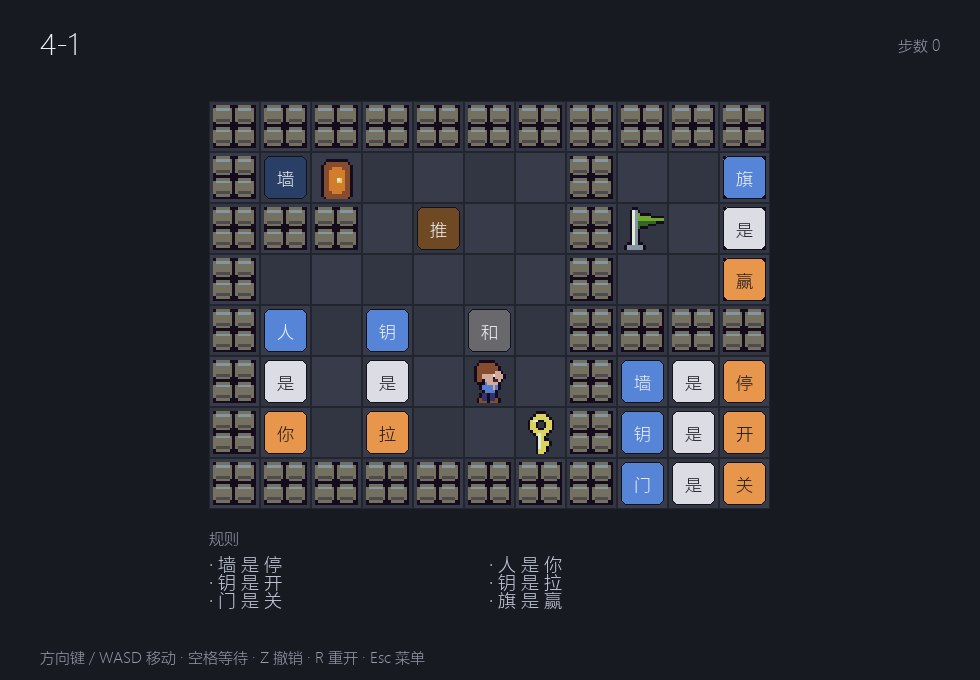 4-1
步数 0
墙 旗
推 是
赢
人 钥 和
是 是 墙 是 停
你 拉 钥 是 开
门 是 关
规则
· 墙 是 停 · 人 是 你
· 钥 是 开 · 钥 是 拉
· 门 是 关 · 旗 是 赢
方向键 / WASD 移动 · 空格等待 · Z 撤销 · R 重开 · Esc 菜单